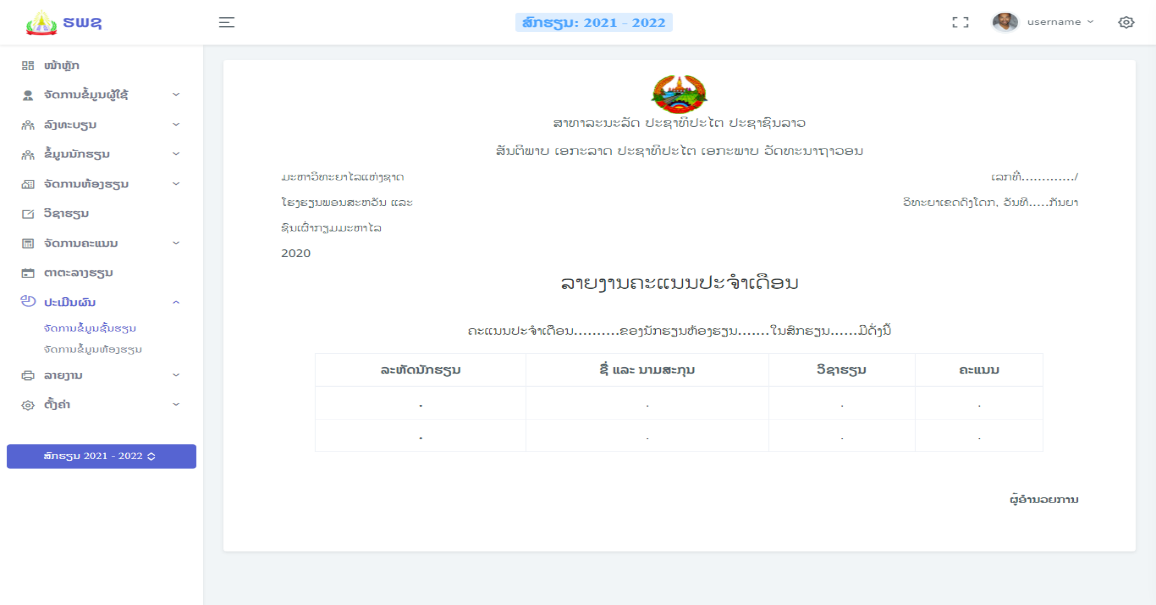 ຮພຊ
ສົກຮຽນ: 2021 - 2022
username
ໜ້າຫຼັກ
ຈັດການຂໍ້ມູນຜູ້ໃຊ້
ລົງທະບຽນ
ຂໍ້ມູນນັກຮຽນ
ຈັດການຫ້ອງຮຽນ
ວິຊາຮຽນ
ຈັດການຄະແນນ
ຕາຕະລາງຮຽນ
ປະເມີນຜົນ
ຈັດການຂໍ້ມູນຊັ້ນຮຽນ
ຈັດການຂໍ້ມູນຫ້ອງຮຽນ
ລາຍງານ
ຕັ້ງຄ່າ
ສົກຮຽນ 2021 - 2022
ສາທາລະນະລັດ ປະຊາທິປະໄຕ ປະຊາຊົນລາວ
ສັນຕິພາບ ເອກະລາດ ປະຊາທິປະໄຕ ເອກະພາບ ວັດທະນາຖາວອນ
ມະຫາວິທະຍາໄລແຫ່ງຊາດ
ເລກທີ............./
ໂຮງຮຽນພອນສະຫວັນ ແລະ
ວິທະຍາເຂດດົງໂດກ, ວັນທີ.....ກັນຍາ
ຊົນເຜົ່າກຽມມະຫາໄລ
2020
ລາຍງານຄະແນນປະຈຳເດືອນ
ຄະແນນປະຈຳເດືອນ..........ຂອງນັກຮຽນຫ້ອງຮຽນ.......ໃນສົກຮຽນ......ມີດັ່ງນີ້
ລະຫັດນັກຮຽນ ຊື່ ແລະ ນາມສະກຸນ ວິຊາຮຽນ ຄະແນນ
. . . .
. . . .
ຜູ້ອຳນວຍການ